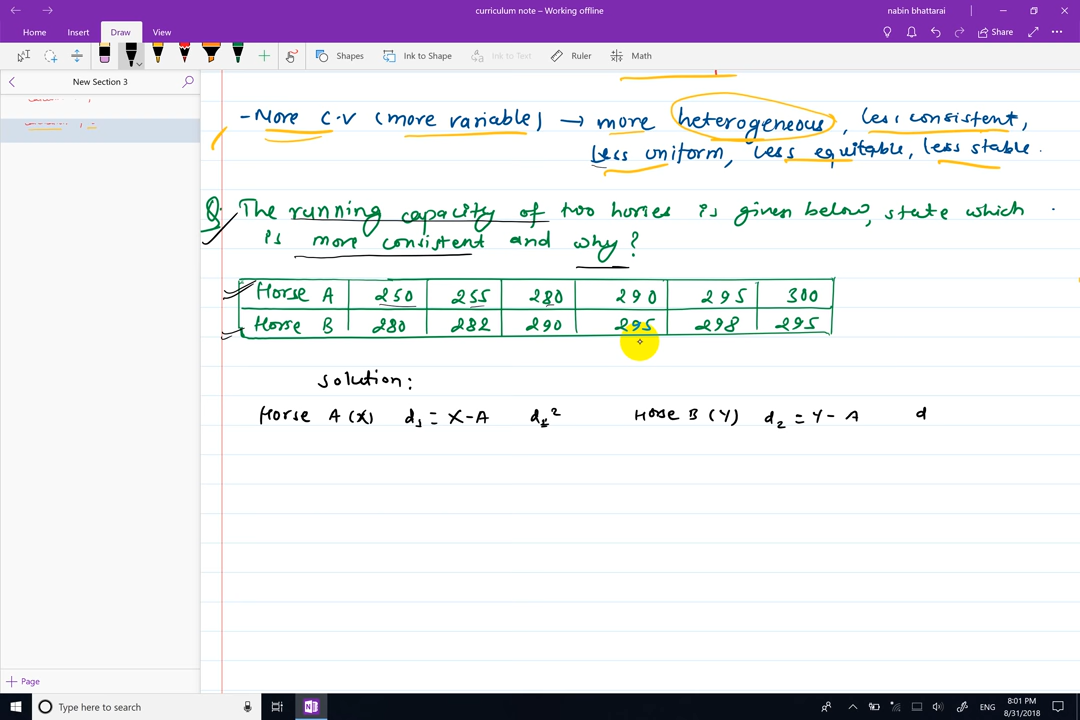 curriculum note – Working offline
nabin bhattarai
Home Insert Draw View
Share
Shapes Ink to Shape Ink to Text Ruler Math
New Section 3
- More C.V (more variable) → more heterogeneous, less consistent,
Less uniform, less equitable, less stable.
Q. The running capacity of two horses is given below, state which
is more consistent and why?
Horse A 250 255 280 290 295 300
Horse B 280 282 290 295 298 295
Solution:
Horse A (X) d₁ = X-A d₁² Horse B (Y) d₂ = Y-A d
+ Page
Type here to search
ENG
8:01 PM
8/31/2018